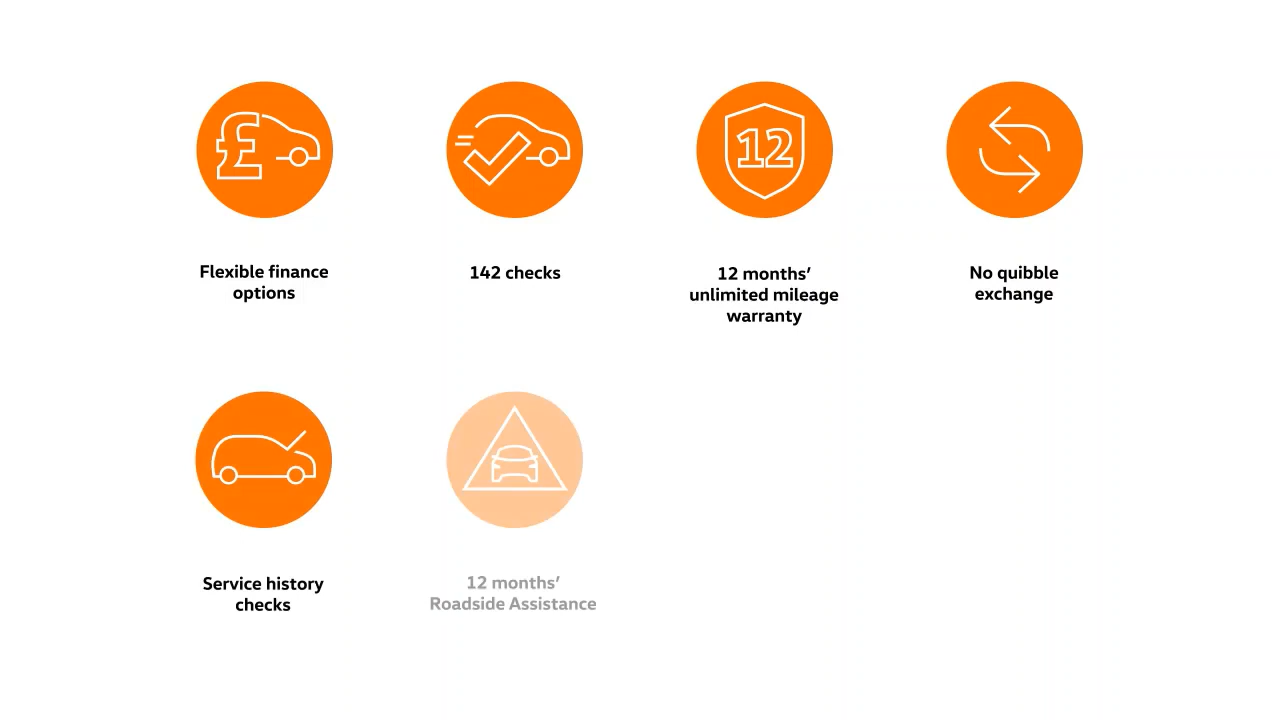 £
12
Flexible finance
options
142 checks
12 months’
unlimited mileage
warranty
No quibble
exchange
Service history
checks
12 months’
Roadside Assistance